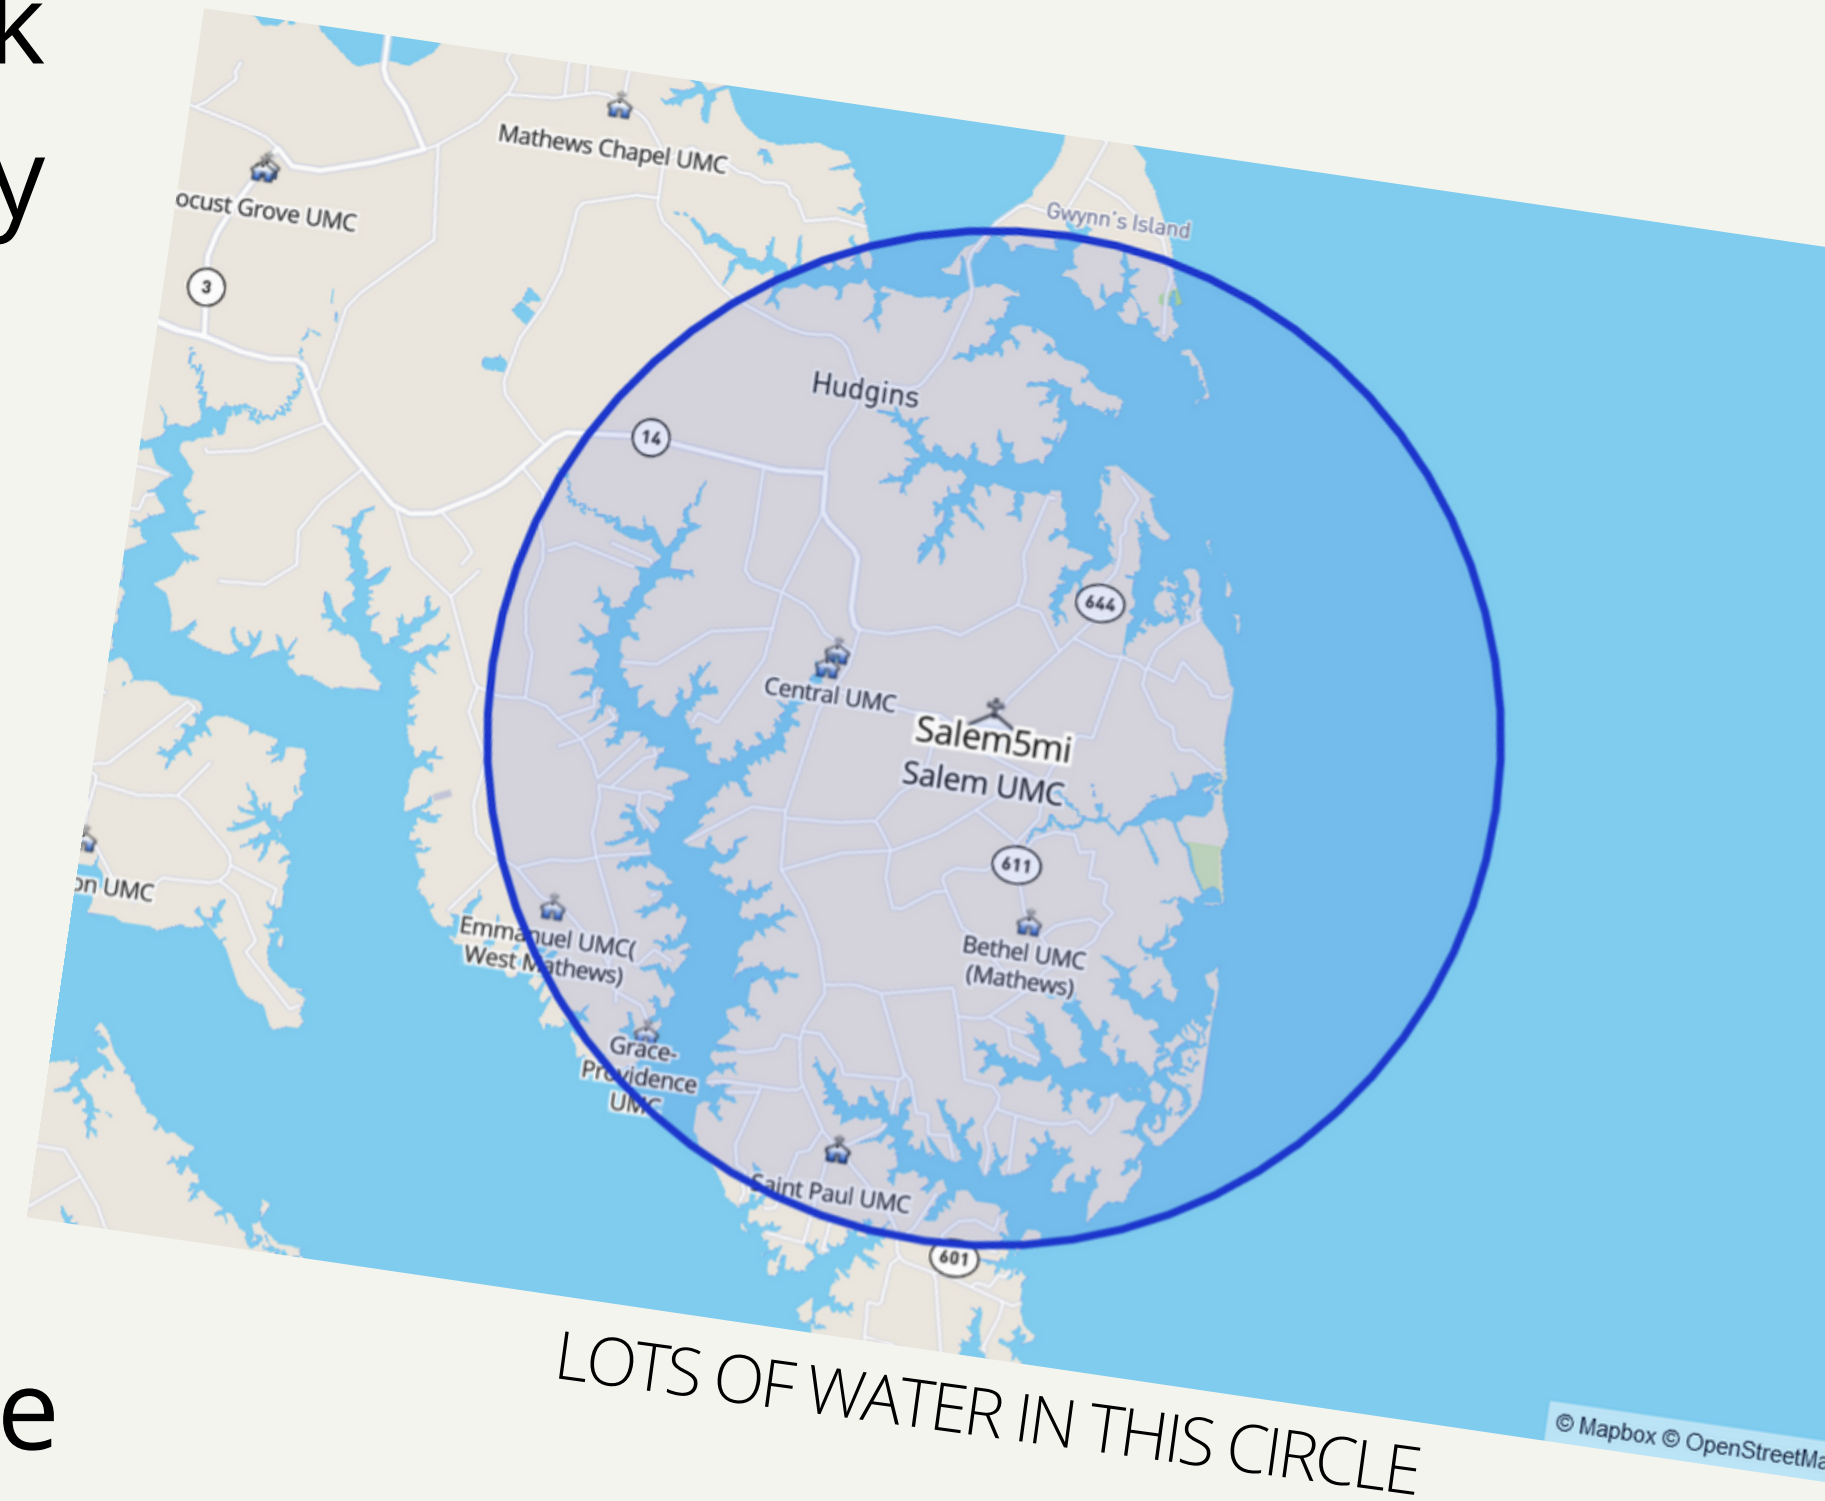 k
y
Mathews Chapel UMC
ocust Grove UMC
Gwynn's Island
3
Hudgins
14
644
Central UMC
Salem5mi
Salem UMC
611
on UMC
Emmanuel UMC(
West Mathews)
Bethel UMC
(Mathews)
Grace-
Providence
UMC
Saint Paul UMC
601
e
LOTS OF WATER IN THIS CIRCLE
© Mapbox © OpenStreetMa